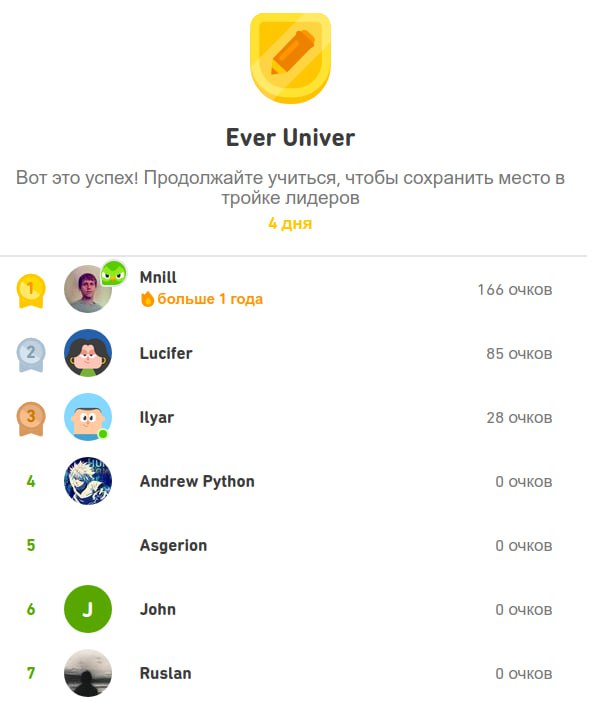 Ever Univer
Вот это успех! Продолжайте учиться, чтобы сохранить место в
тройке лидеров
4 дня
1 Mnill 166 очков
больше 1 года
2 Lucifer 85 очков
3 Ilyar 28 очков
4 Andrew Python 0 очков
5 Asgerion 0 очков
6 J John 0 очков
7 Ruslan 0 очков